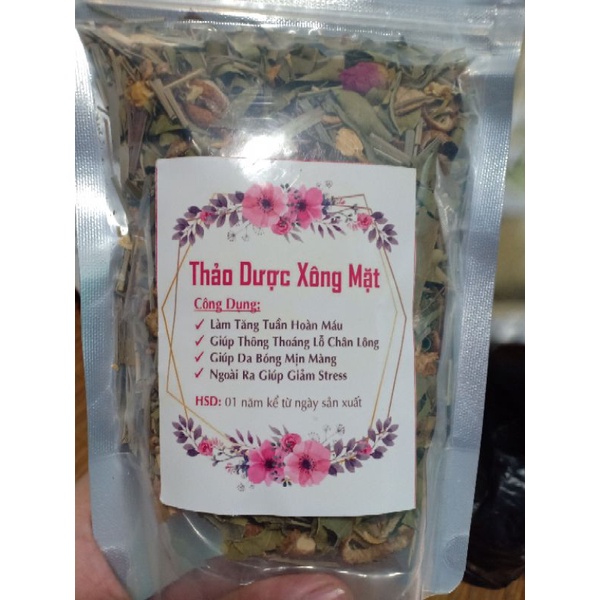 Thảo Dược Xông Mặt
Công Dụng:
✓ Làm Tăng Tuần Hoàn Máu
✓ Giúp Thông Thoáng Lỗ Chân Lông
✓ Giúp Da Bóng Mịn Màng
✓ Ngoài Ra Giúp Giảm Stress
HSD: 01 năm kể từ ngày sản xuất